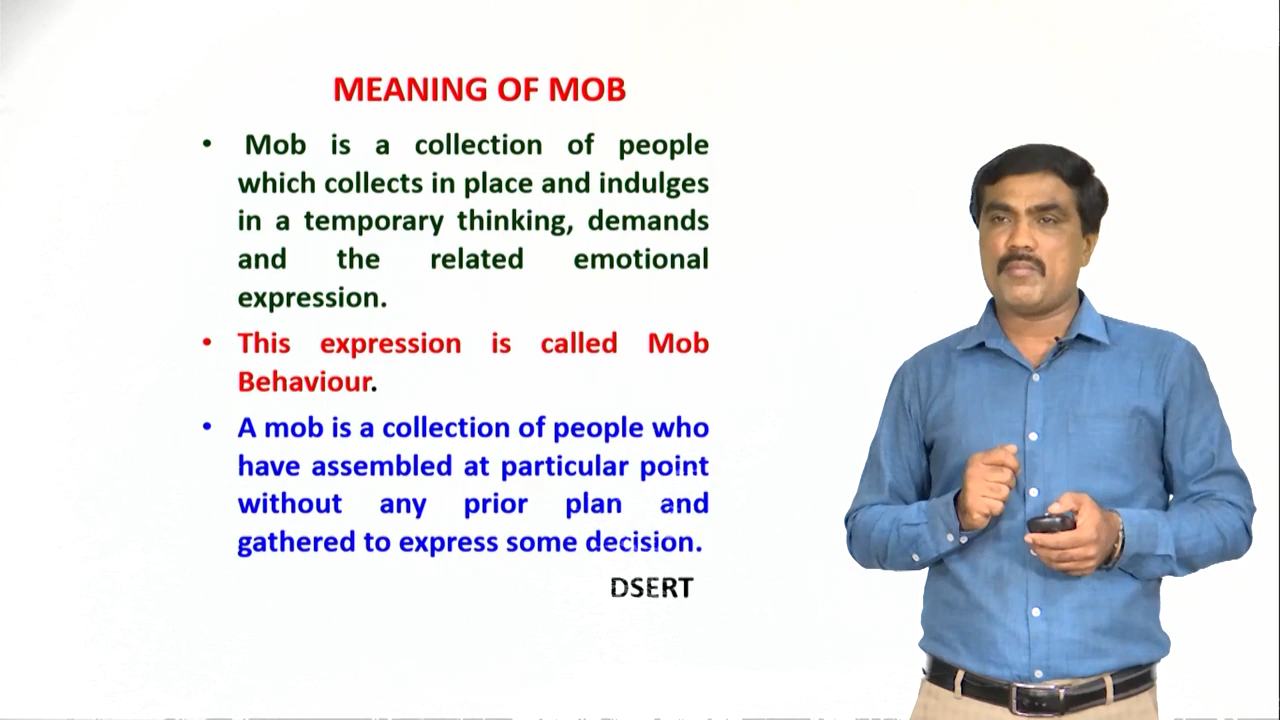 MEANING OF MOB
• Mob is a collection of people
which collects in place and indulges
in a temporary thinking, demands
and the related emotional
expression.
• This expression is called Mob
Behaviour.
• A mob is a collection of people who
have assembled at particular point
without any prior plan and
gathered to express some decision.
DSERT